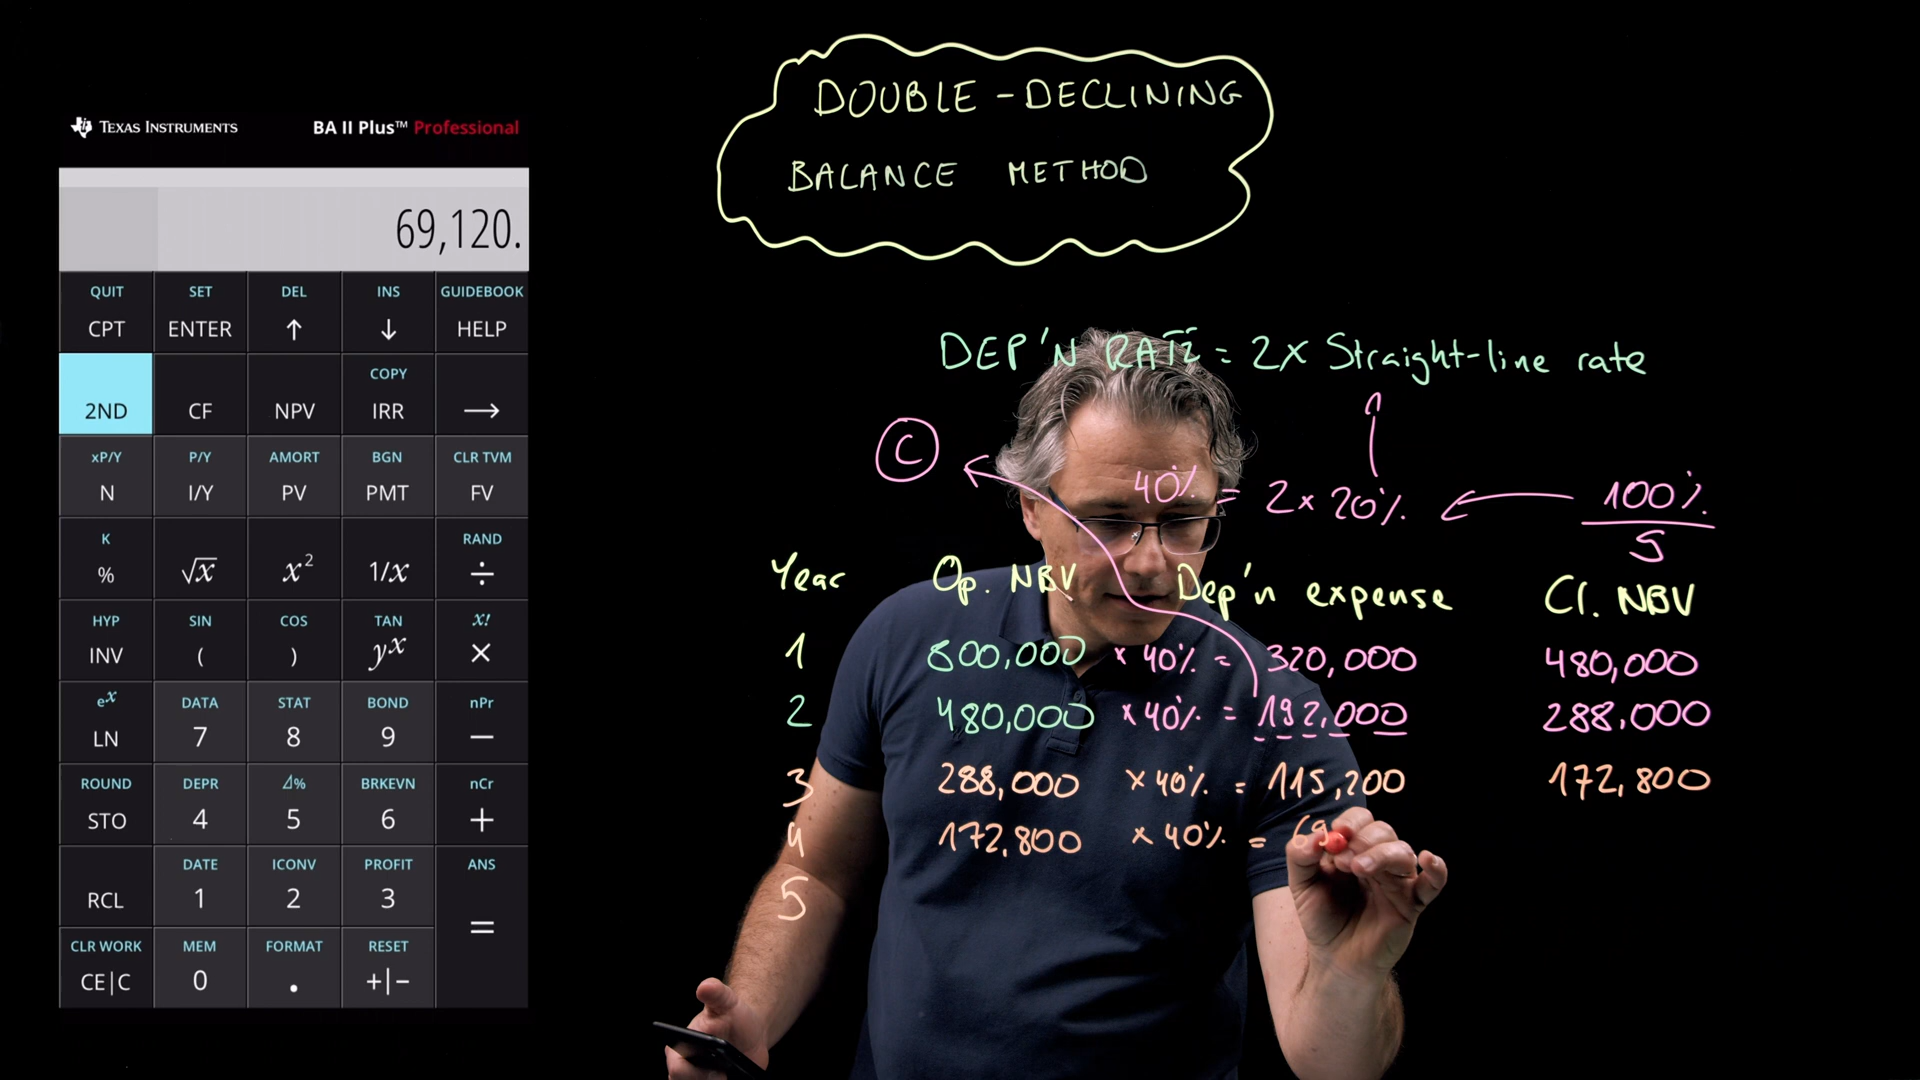 TEXAS INSTRUMENTS BA II Plus™ Professional
69,120.
QUIT SET DEL INS GUIDEBOOK
CPT ENTER ↑ ↓ HELP
COPY
2ND CF NPV IRR →
xP/Y P/Y AMORT BGN CLR TVM
N I/Y PV PMT FV
K RAND
% √x x² 1/x ÷
HYP SIN COS TAN x!
INV ( ) yˣ ×
eˣ DATA STAT BOND nPr
LN 7 8 9 −
ROUND DEPR Δ% BRKEVN nCr
STO 4 5 6 +
DATE ICONV PROFIT ANS
RCL 1 2 3 =
CLR WORK MEM FORMAT RESET
CE|C 0 . +|−
DOUBLE-DECLINING
BALANCE METHOD
DEP'N RATE = 2x Straight-line rate
C
40% = 2 x 20% ← 100% / 5
Year Op. NBV Dep'n expense Cl. NBV
1 800,000 x 40% = 320,000 480,000
2 480,000 x 40% = 192,000 288,000
3 288,000 x 40% = 115,200 172,800
4 172,800 x 40% = 69
5